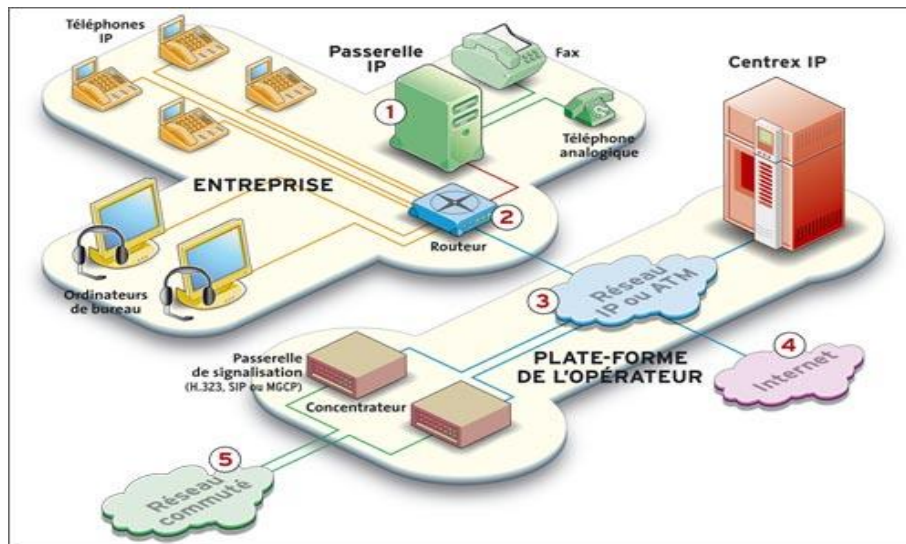 Téléphones
IP
Passerelle
IP
Fax
Centrex IP
1
Téléphone
analogique
ENTREPRISE
2
Routeur
Ordinateurs
de bureau
3
Réseau
IP ou ATM
Passerelle
de signalisation
(H.323, SIP ou MGCP)
PLATE-FORME
DE L'OPÉRATEUR
4
Internet
Concentrateur
5
Réseau
commuté